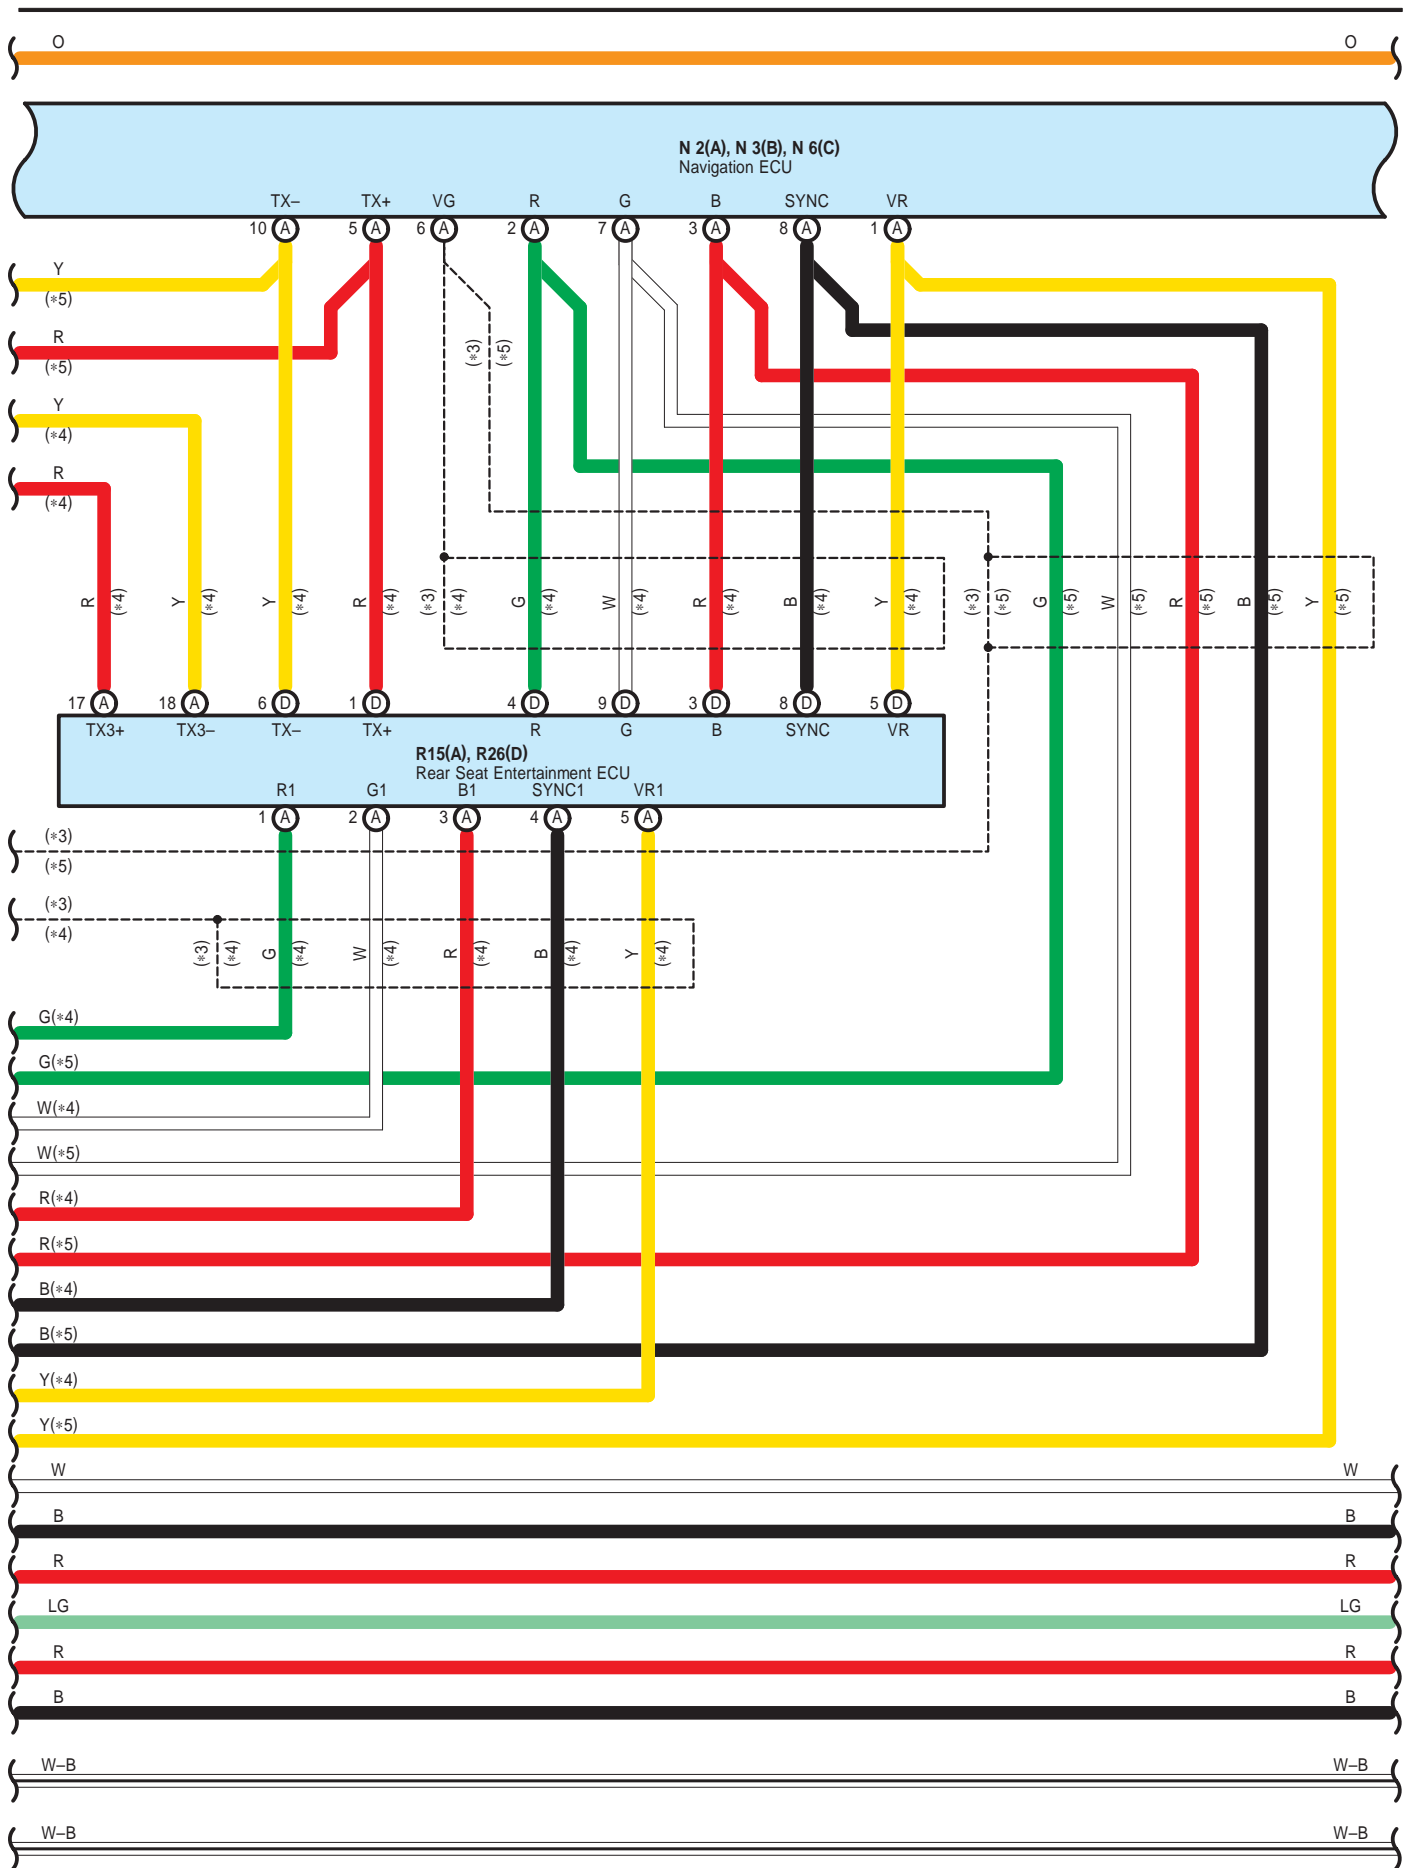 O O
N 2(A), N 3(B), N 6(C)
Navigation ECU
TX– TX+ VG R G B SYNC VR
10 A 5 A 6 A 2 A 7 A 3 A 8 A 1 A
Y
(*5)
R
(*5)
(*3) (*5)
Y
(*4)
R
(*4)
R (*4) Y (*4) Y (*4) R (*4) (*3) (*4) G (*4) W (*4) R (*4) B (*4) Y (*4) (*3) (*5) G (*5) W (*5) R (*5) B (*5) Y (*5)
17 A 18 A 6 D 1 D 4 D 9 D 3 D 8 D 5 D
TX3+ TX3– TX– TX+ R G B SYNC VR
R15(A), R26(D)
Rear Seat Entertainment ECU
R1 G1 B1 SYNC1 VR1
1 A 2 A 3 A 4 A 5 A
(*3)
(*5)
(*3)
(*4)
(*3) (*4) G (*4) W (*4) R (*4) B (*4) Y (*4)
G(*4)
G(*5)
W(*4)
W(*5)
R(*4)
R(*5)
B(*4)
B(*5)
Y(*4)
Y(*5)
W W
B B
R R
LG LG
R R
B B
W–B W–B
W–B W–B